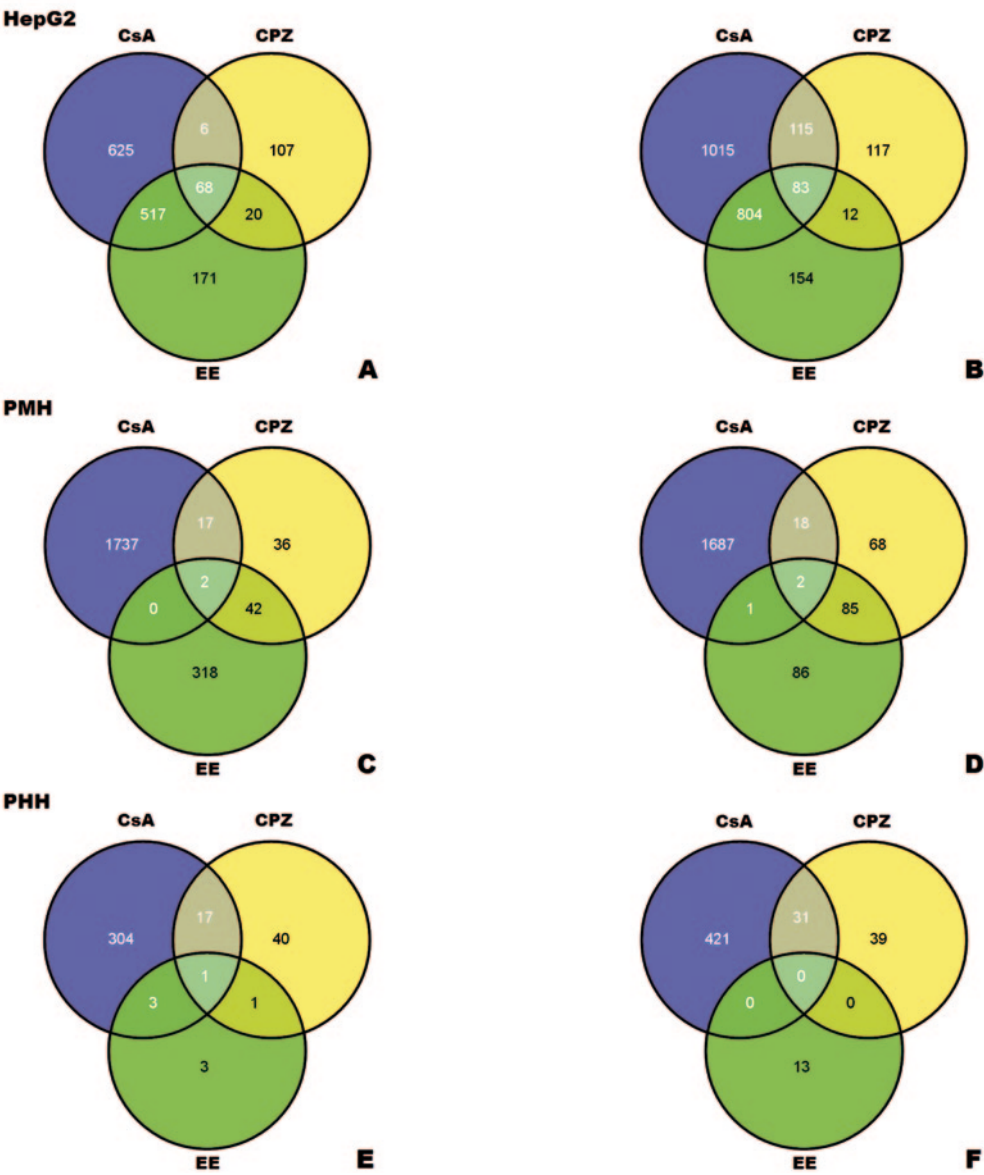 HepG2
CsA CPZ CsA CPZ
6 115
625 107 1015 117
68 83
517 20 804 12
171 154
EE A EE B
PMH
CsA CPZ CsA CPZ
17 18
1737 36 1687 68
2 2
0 42 1 85
318 86
EE C EE D
PHH
CsA CPZ CsA CPZ
17 31
304 40 421 39
1 0
3 1 0 0
3 13
EE E EE F